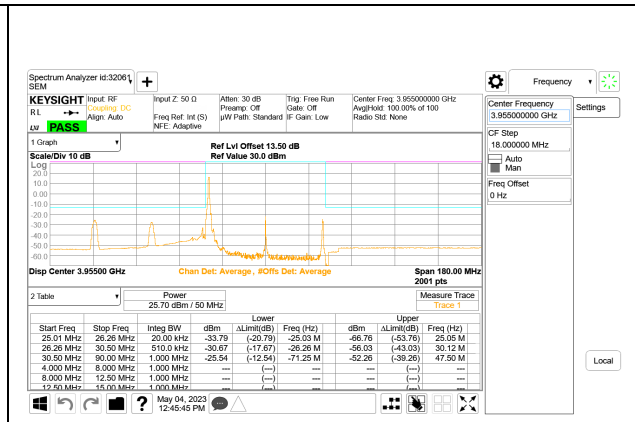 Spectrum Analyzer id:32061
SEM
Frequency
KEYSIGHT
RL
PASS
Input: RF
Coupling: DC
Align: Auto
Input Z: 50 Ω
Freq Ref: Int (S)
NFE: Adaptive
Atten: 30 dB
Preamp: Off
µW Path: Standard
Trig: Free Run
Gate: Off
IF Gain: Low
Center Freq: 3.955000000 GHz
Avg|Hold: 100.00% of 100
Radio Std: None
Center Frequency
3.955000000 GHz
Settings
CF Step
18.000000 MHz
Auto
Man
Freq Offset
0 Hz
Local
1 Graph
Scale/Div 10 dB
Ref Lvl Offset 13.50 dB
Ref Value 30.0 dBm
Log
20.0
10.0
0.00
-10.0
-20.0
-30.0
-40.0
-50.0
-60.0
Disp Center 3.95500 GHz
Chan Det: Average, #Offs Det: Average
Span 180.00 MHz
2001 pts
2 Table
Power
25.70 dBm / 50 MHz
Measure Trace
Trace 1
Lower Upper
Start Freq Stop Freq Integ BW dBm ΔLimit(dB) Freq (Hz) dBm ΔLimit(dB) Freq (Hz)
25.01 MHz 26.26 MHz 20.00 kHz -33.79 (-20.79) -25.03 M -66.76 (-53.76) 25.05 M
26.26 MHz 30.50 MHz 510.0 kHz -30.67 (-17.67) -26.26 M -56.03 (-43.03) 30.12 M
30.50 MHz 90.00 MHz 1.000 MHz -25.54 (-12.54) -71.25 M -52.26 (-39.26) 47.50 M
4.000 MHz 8.000 MHz 1.000 MHz --- (---) --- --- (---) ---
8.000 MHz 12.50 MHz 1.000 MHz --- (---) --- --- (---) ---
12.50 MHz 15.00 MHz 1.000 MHz --- (---) --- --- (---) ---
?
May 04, 2023
12:45:45 PM